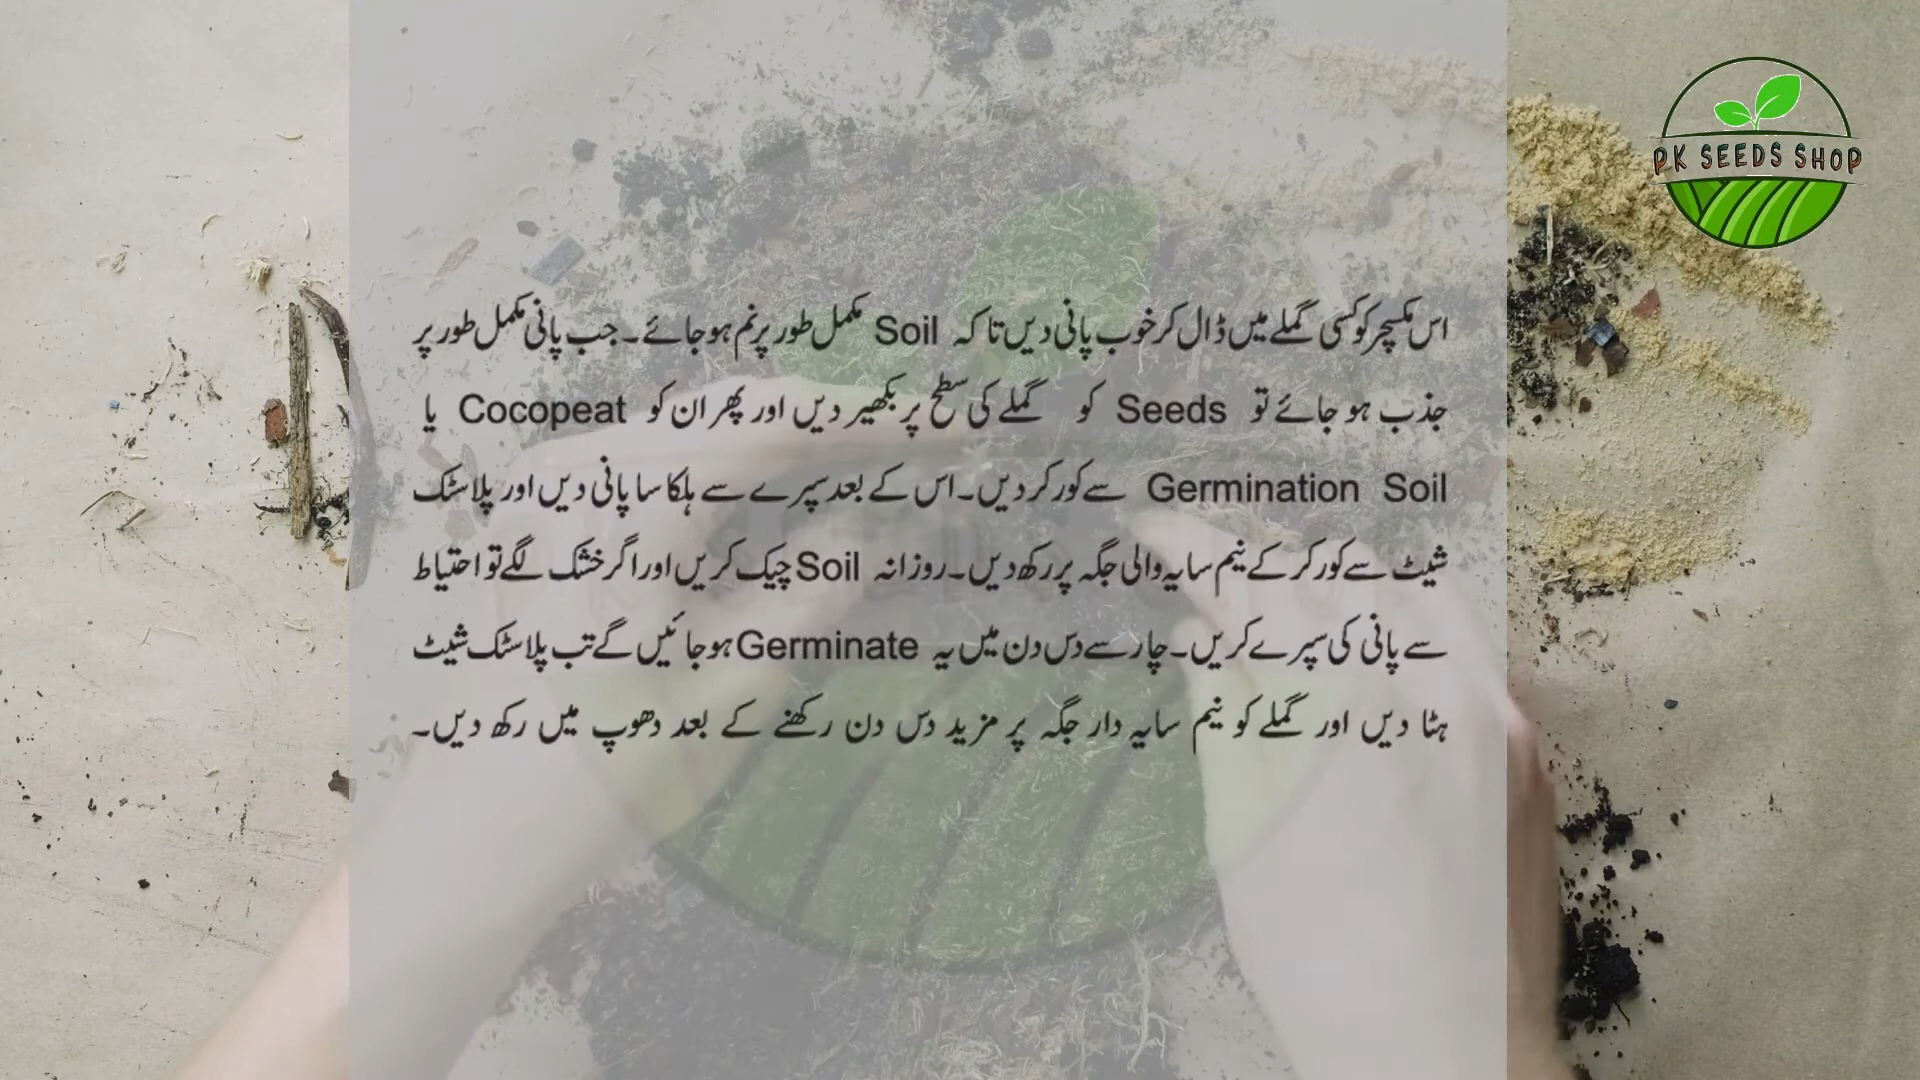 PK SEEDS SHOP
اس مکسچر کو کسی گملے میں ڈال کر خوب پانی دیں تا کہ Soil مکمل طور پر نم ہو جائے۔ جب پانی مکمل طور پر
جذب ہو جائے تو Seeds کو گملے کی سطح پر بکھیر دیں اور پھر ان کو Cocopeat یا
Germination Soil سے کور کر دیں۔ اس کے بعد سپرے سے ہلکا سا پانی دیں اور پلاسٹک
شیٹ سے کور کر کے نیم سایہ والی جگہ پر رکھ دیں۔ روزانہ Soil چیک کریں اور اگر خشک لگے تو احتیاط
سے پانی کی سپرے کریں۔ چار سے دس دن میں یہ Germinate ہو جائیں گے تب پلاسٹک شیٹ
ہٹا دیں اور گملے کو نیم سایہ دار جگہ پر مزید دس دن رکھنے کے بعد دھوپ میں رکھ دیں۔